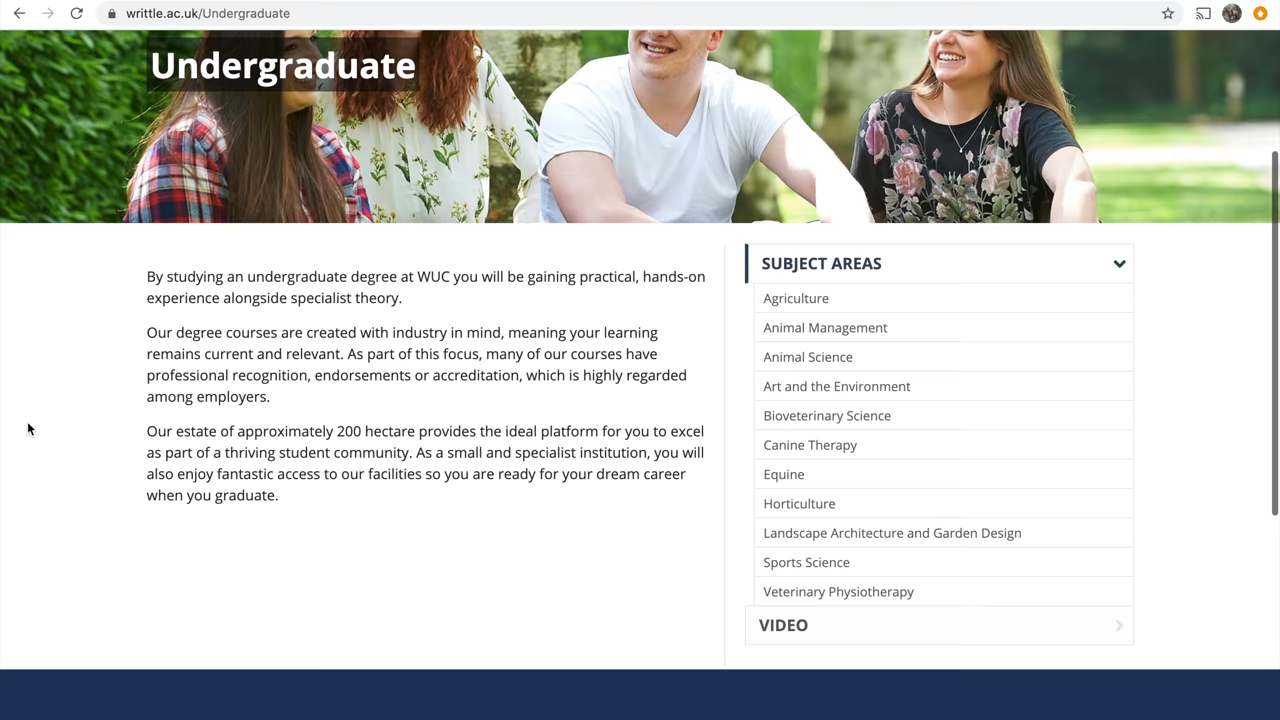 writtle.ac.uk/Undergraduate
Undergraduate
By studying an undergraduate degree at WUC you will be gaining practical, hands-on
experience alongside specialist theory.
Our degree courses are created with industry in mind, meaning your learning
remains current and relevant. As part of this focus, many of our courses have
professional recognition, endorsements or accreditation, which is highly regarded
among employers.
Our estate of approximately 200 hectare provides the ideal platform for you to excel
as part of a thriving student community. As a small and specialist institution, you will
also enjoy fantastic access to our facilities so you are ready for your dream career
when you graduate.
SUBJECT AREAS
Agriculture
Animal Management
Animal Science
Art and the Environment
Bioveterinary Science
Canine Therapy
Equine
Horticulture
Landscape Architecture and Garden Design
Sports Science
Veterinary Physiotherapy
VIDEO